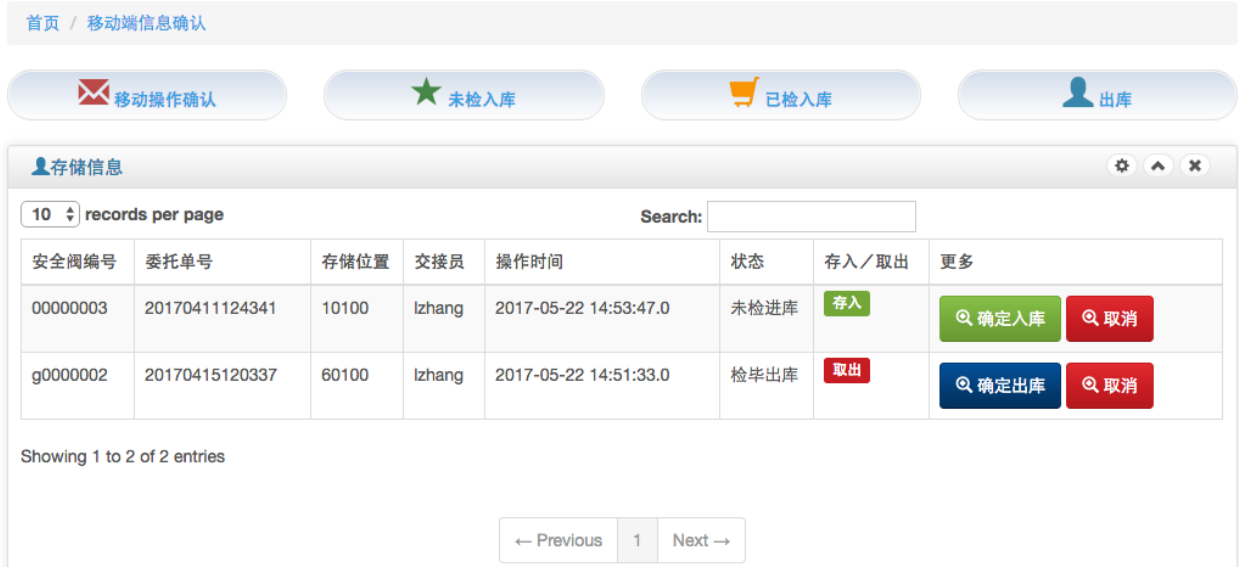 首页 / 移动端信息确认
移动操作确认 未检入库 已检入库 出库
存储信息
10 records per page Search:
安全阀编号 委托单号 存储位置 交接员 操作时间 状态 存入／取出 更多
00000003 20170411124341 10100 lzhang 2017-05-22 14:53:47.0 未检进库 存入 确定入库 取消
g0000002 20170415120337 60100 lzhang 2017-05-22 14:51:33.0 检毕出库 取出 确定出库 取消
Showing 1 to 2 of 2 entries
← Previous 1 Next →